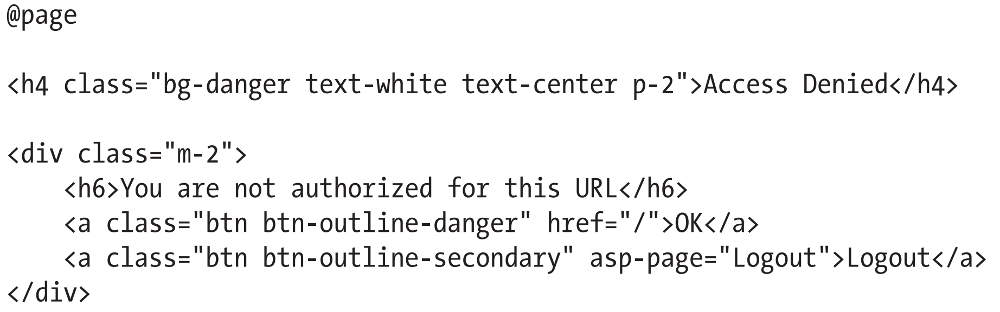 @page

<h4 class="bg-danger text-white text-center p-2">Access Denied</h4>

<div class="m-2">
    <h6>You are not authorized for this URL</h6>
    <a class="btn btn-outline-danger" href="/">OK</a>
    <a class="btn btn-outline-secondary" asp-page="Logout">Logout</a>
</div>